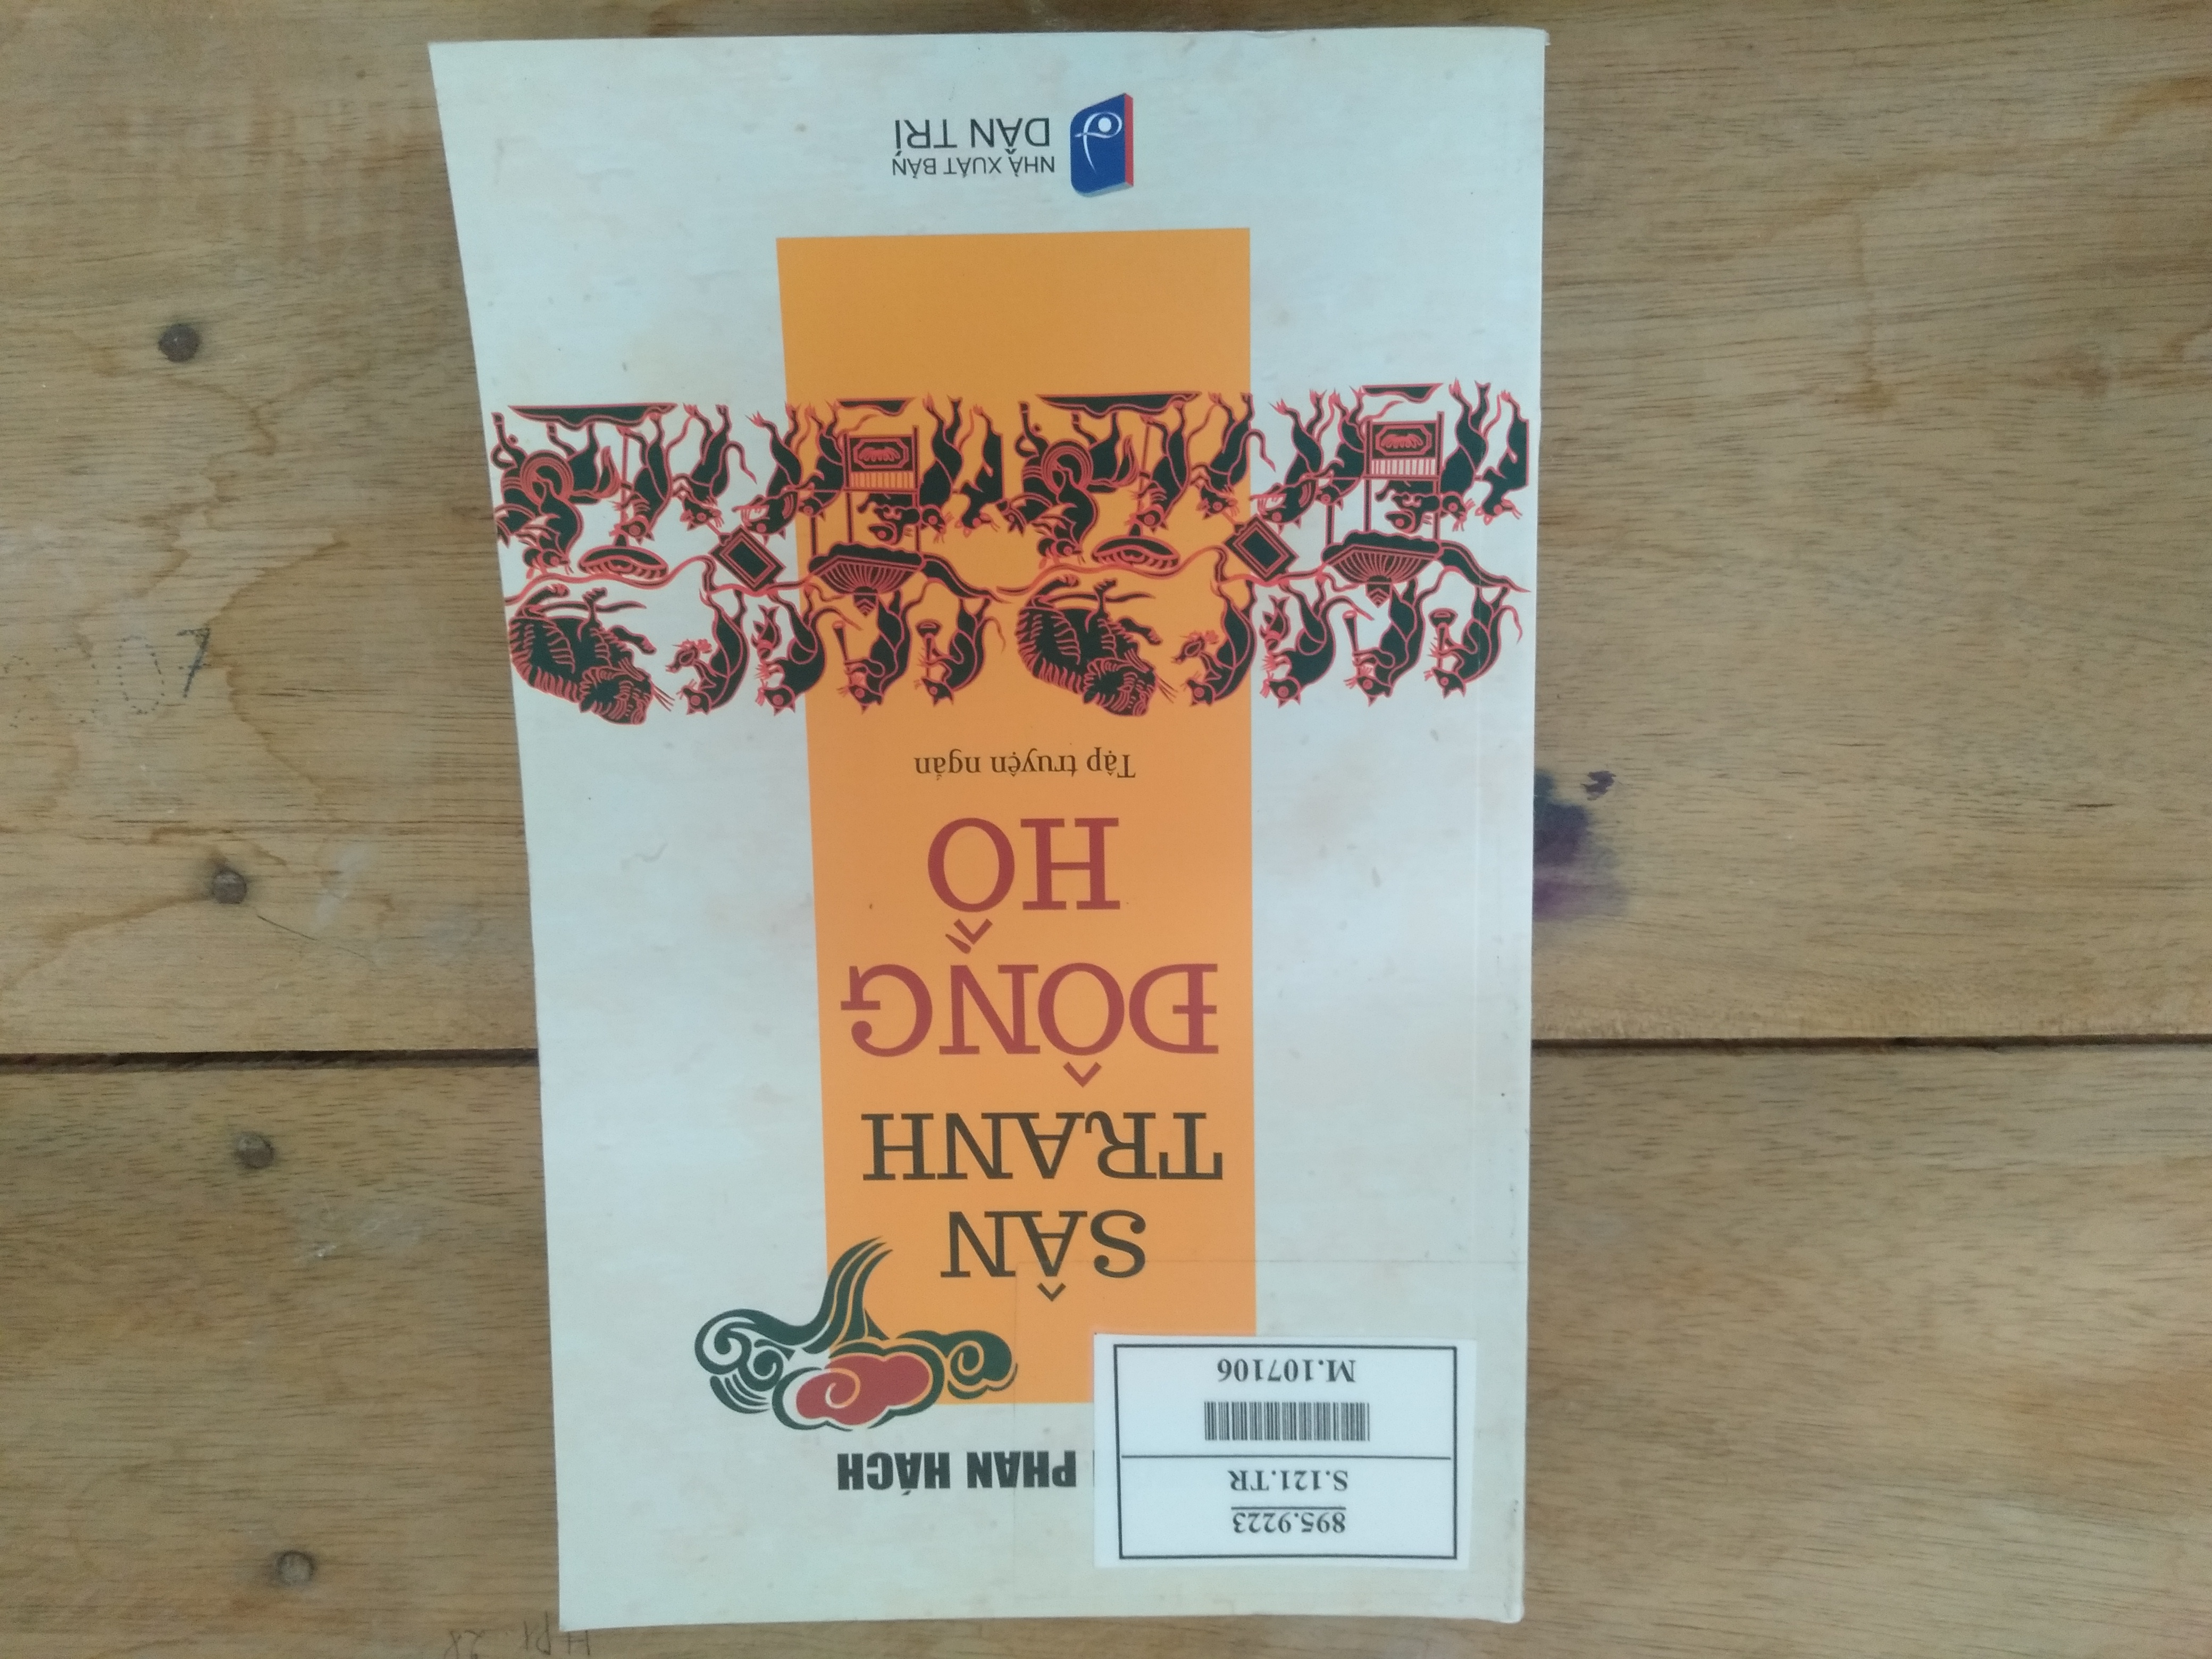 895.9223
S.121.TR
M.107106
PHAN HÁCH
SÂN
TRANH
ĐÔNG
HỒ
Tập truyện ngắn
NHÀ XUẤT BẢN
DÂN TRÍ